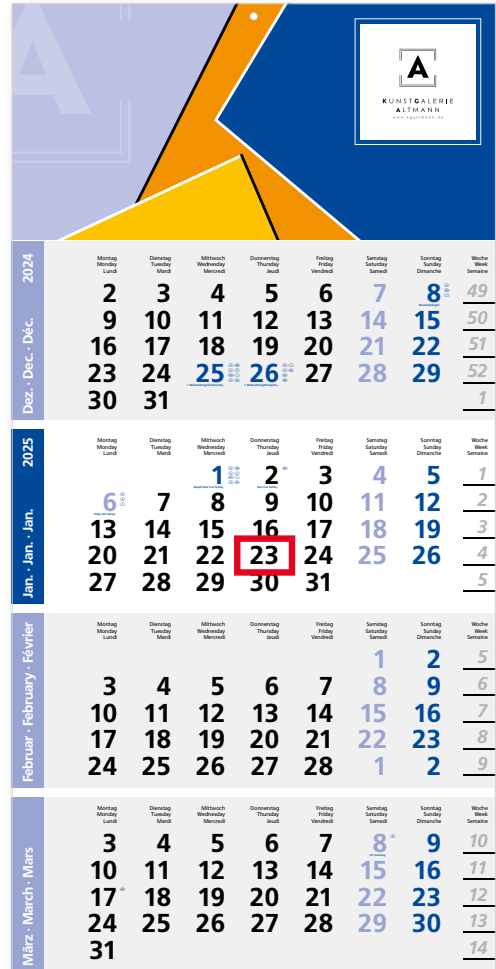 A
A
KUNSTGALERIE
ALTMANN
www.kgaltmann.de
Dez. · Dec. · Déc. 2024
Montag Dienstag Mittwoch Donnerstag Freitag Samstag Sonntag Woche
Monday Tuesday Wednesday Thursday Friday Saturday Sunday Week
Lundi Mardi Mercredi Jeudi Vendredi Samedi Dimanche Semaine
2 3 4 5 6 7 8 49
9 10 11 12 13 14 15 50
16 17 18 19 20 21 22 51
23 24 25 26 27 28 29 52
30 31 1
Jan. · Jan. · Jan. 2025
Montag Dienstag Mittwoch Donnerstag Freitag Samstag Sonntag Woche
Monday Tuesday Wednesday Thursday Friday Saturday Sunday Week
Lundi Mardi Mercredi Jeudi Vendredi Samedi Dimanche Semaine
1 2 3 4 5 1
6 7 8 9 10 11 12 2
13 14 15 16 17 18 19 3
20 21 22 23 24 25 26 4
27 28 29 30 31 5
Februar · February · Février
Montag Dienstag Mittwoch Donnerstag Freitag Samstag Sonntag Woche
Monday Tuesday Wednesday Thursday Friday Saturday Sunday Week
Lundi Mardi Mercredi Jeudi Vendredi Samedi Dimanche Semaine
1 2 5
3 4 5 6 7 8 9 6
10 11 12 13 14 15 16 7
17 18 19 20 21 22 23 8
24 25 26 27 28 1 2 9
März · March · Mars
Montag Dienstag Mittwoch Donnerstag Freitag Samstag Sonntag Woche
Monday Tuesday Wednesday Thursday Friday Saturday Sunday Week
Lundi Mardi Mercredi Jeudi Vendredi Samedi Dimanche Semaine
3 4 5 6 7 8 9 10
10 11 12 13 14 15 16 11
17 18 19 20 21 22 23 12
24 25 26 27 28 29 30 13
31 14